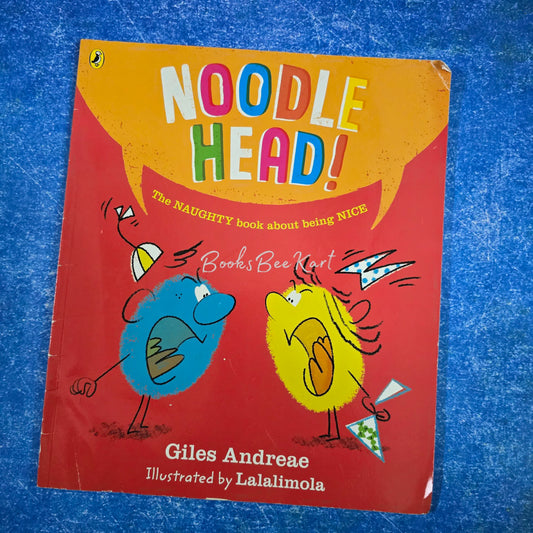 NOODLE
HEAD!
The NAUGHTY book about being NICE
BooksBeeKart
Giles Andreae
Illustrated by Lalalimola